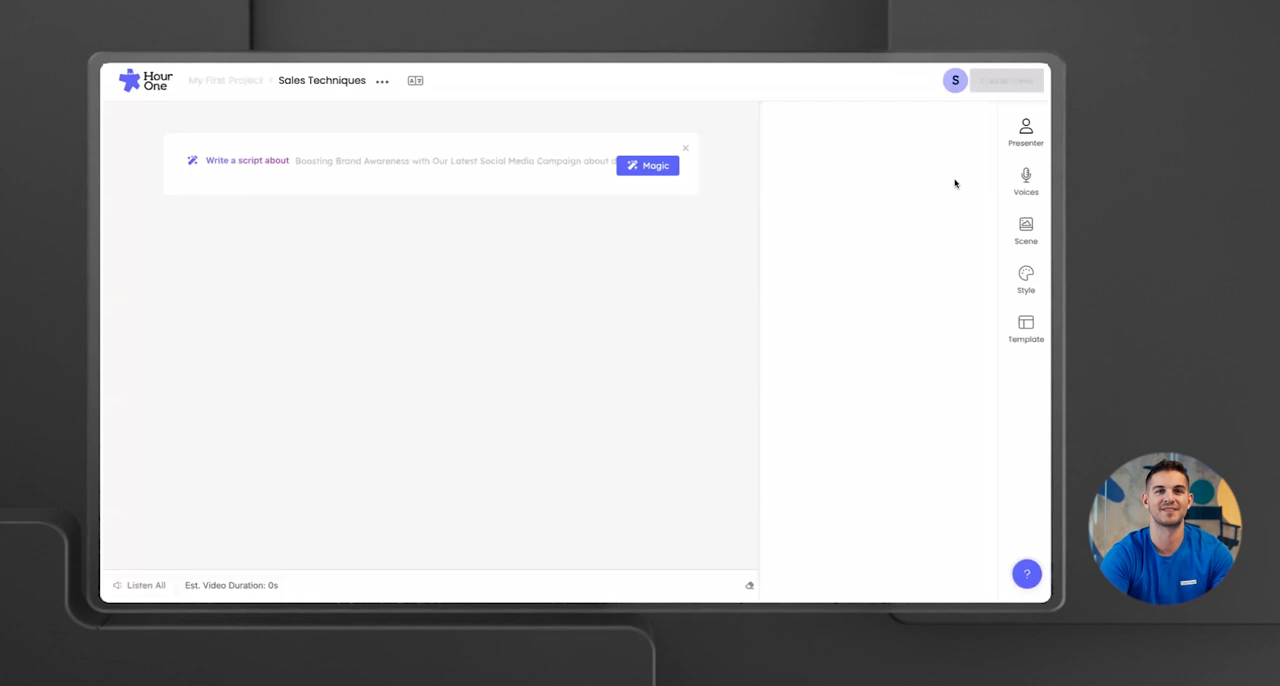 Hour
One
My First Project
Sales Techniques
S
Write a script about Boosting Brand Awareness with Our Latest Social Media Campaign about
Magic
Presenter
Voices
Scene
Style
Template
Listen All
Est. Video Duration: 0s
?